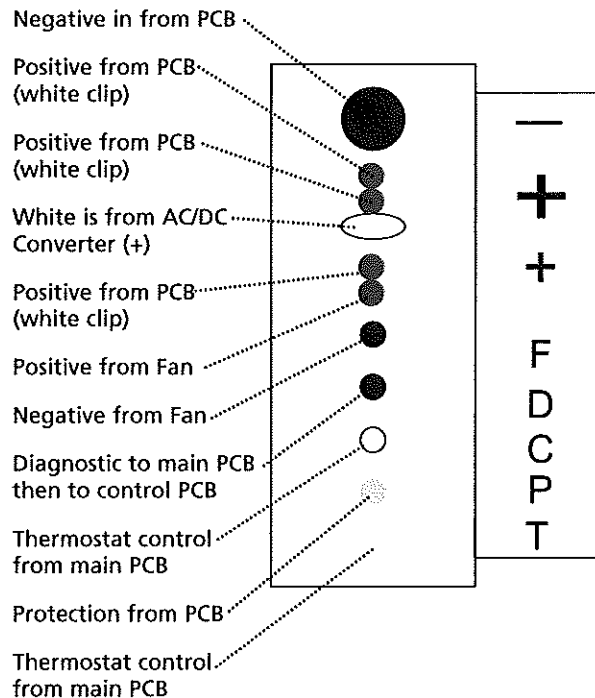 Negative in from PCB
Positive from PCB
(white clip)
Positive from PCB
(white clip)
White is from AC/DC
Converter (+)
Positive from PCB
(white clip)
Positive from Fan
Negative from Fan
Diagnostic to main PCB
then to control PCB
Thermostat control
from main PCB
Protection from PCB
Thermostat control
from main PCB
−
+
+
F
D
C
P
T